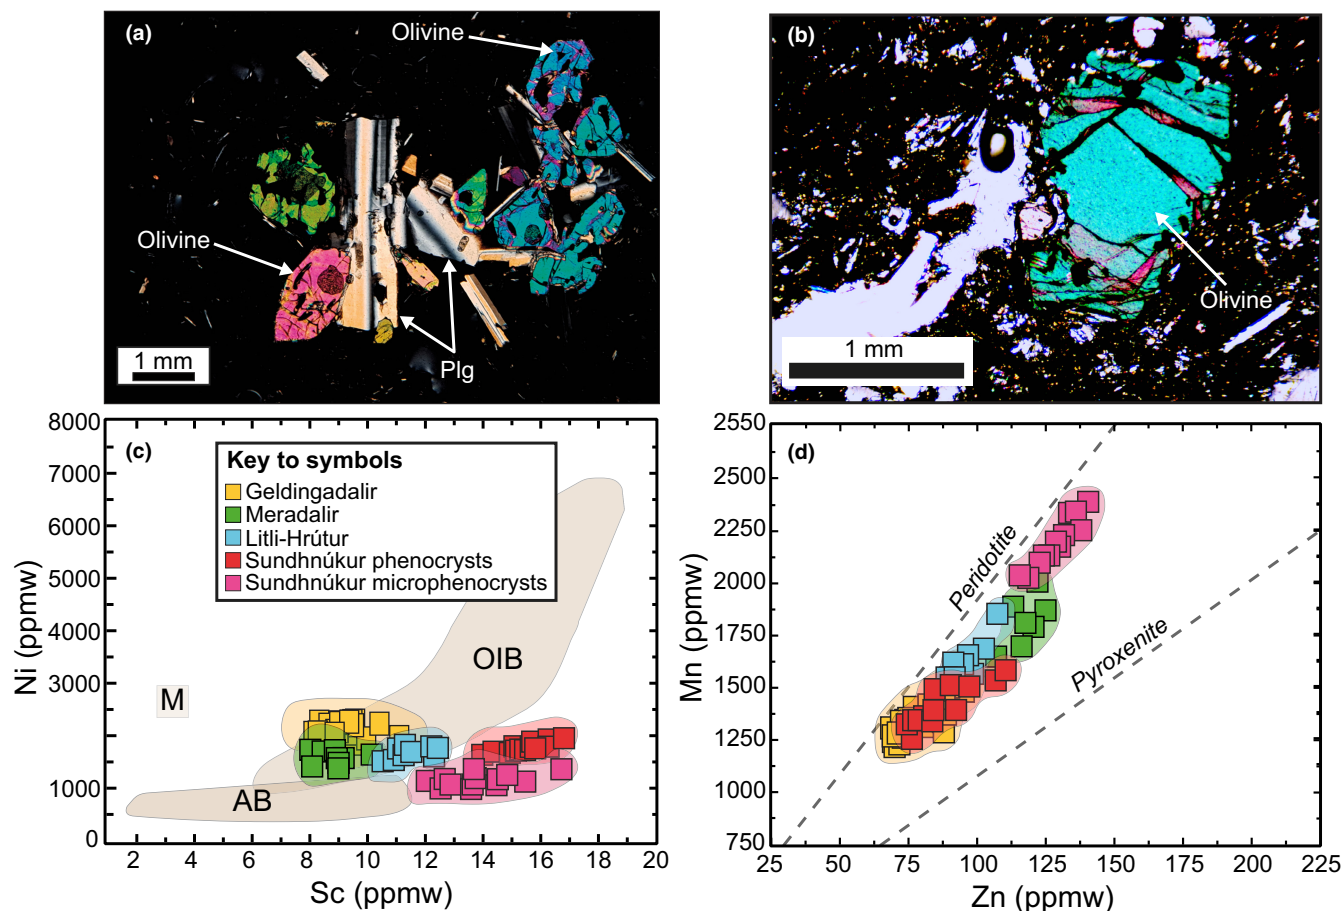 (a)
Olivine
Olivine
Plg
1 mm
(b)
Olivine
1 mm
(c)
8000
7000
6000
5000
4000
3000
2000
1000
0
Ni (ppmw)
Key to symbols
Geldingadalir
Meradalir
Litli-Hrútur
Sundhnúkur phenocrysts
Sundhnúkur microphenocrysts
OIB
M
AB
2 4 6 8 10 12 14 16 18 20
Sc (ppmw)
(d)
2550
2500
2250
2000
1750
1500
1250
1000
750
Mn (ppmw)
Peridotite
Pyroxenite
25 50 75 100 125 150 175 200 225
Zn (ppmw)